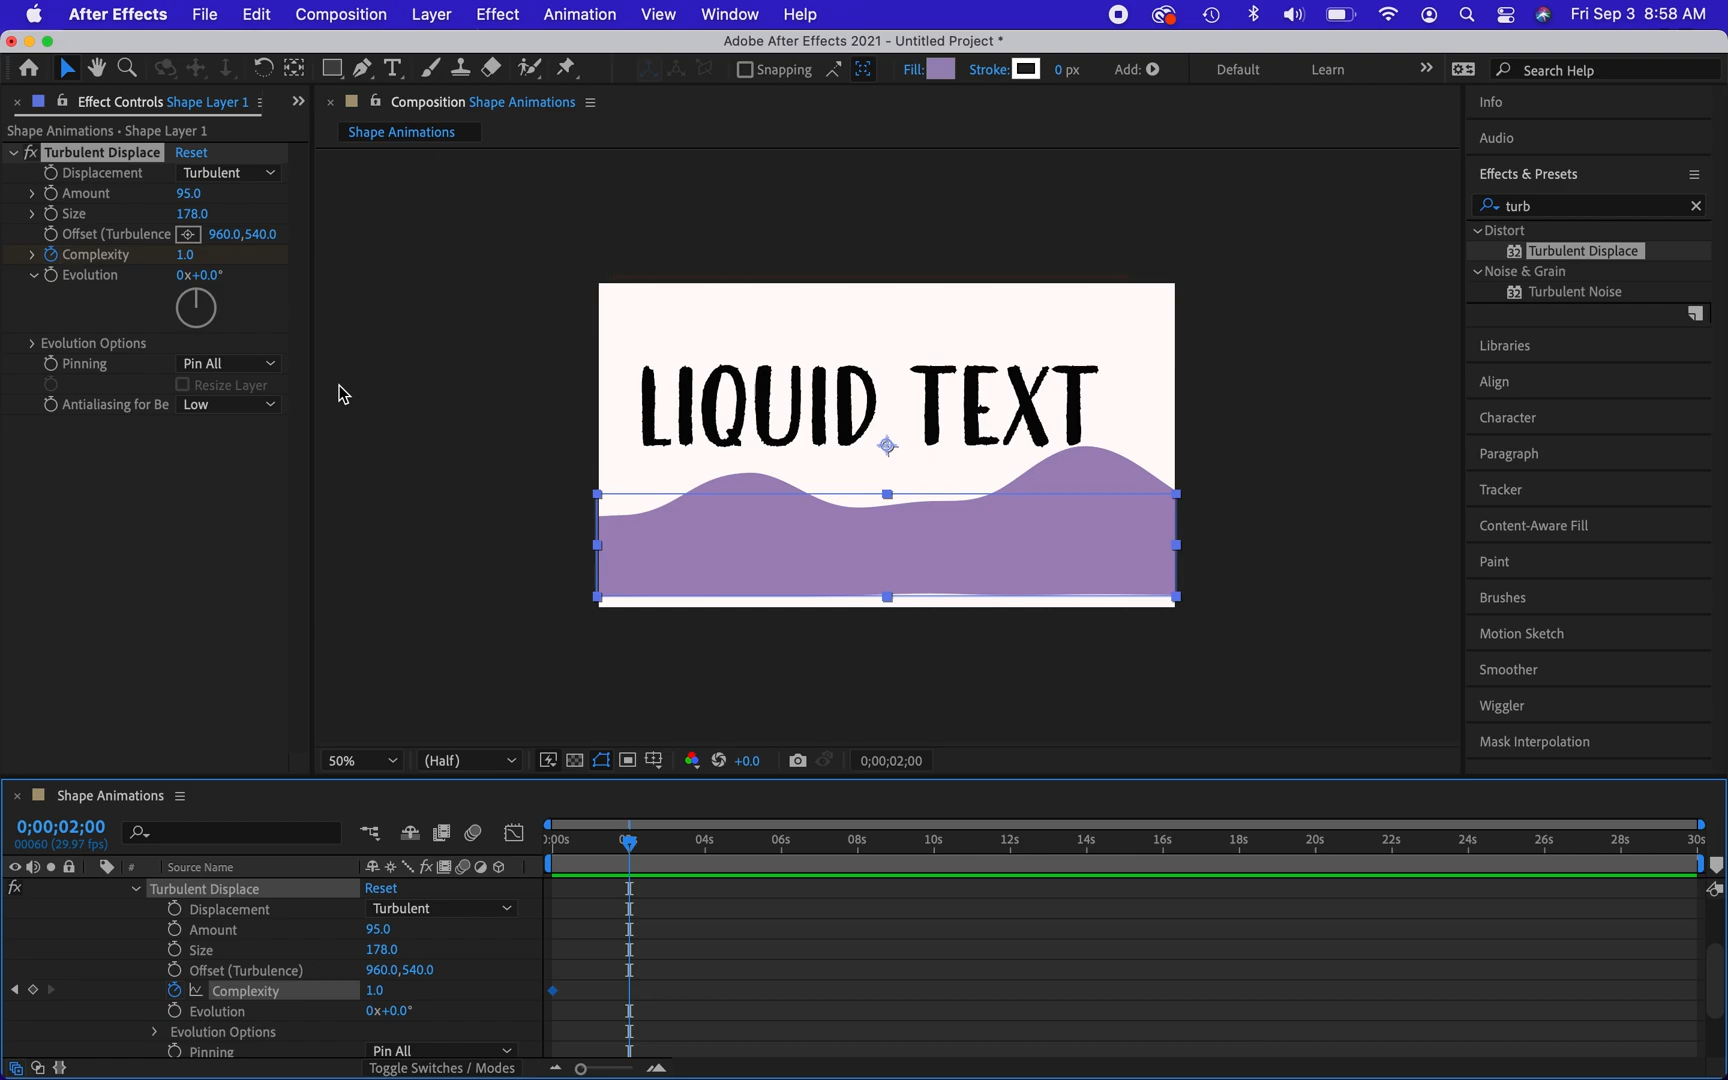 After Effects File Edit Composition Layer Effect Animation View Window Help Fri Sep 3 8:58 AM
Adobe After Effects 2021 - Untitled Project *
Snapping Fill: Stroke: 0 px Add: Default Learn Search Help
Effect Controls Shape Layer 1
Composition Shape Animations
Shape Animations • Shape Layer 1
Shape Animations
fx Turbulent Displace Reset
Displacement Turbulent
Amount 95.0
Size 178.0
Offset (Turbulence 960.0,540.0
Complexity 1.0
Evolution 0x+0.0°
Evolution Options
Pinning Pin All
Resize Layer
Antialiasing for Be Low
LIQUID TEXT
50% (Half) +0.0 0;00;02;00
Info
Audio
Effects & Presets
turb
Distort
32 Turbulent Displace
Noise & Grain
32 Turbulent Noise
Libraries
Align
Character
Paragraph
Tracker
Content-Aware Fill
Paint
Brushes
Motion Sketch
Smoother
Wiggler
Mask Interpolation
Shape Animations
0;00;02;00
00060 (29.97 fps)
04s 06s 08s 10s 12s 14s 16s 18s 20s 22s 24s 26s 28s 30s
# Source Name fx
fx Turbulent Displace Reset
Displacement Turbulent
Amount 95.0
Size 178.0
Offset (Turbulence) 960.0,540.0
Complexity 1.0
Evolution 0x+0.0°
Evolution Options
Pinning Pin All
Toggle Switches / Modes